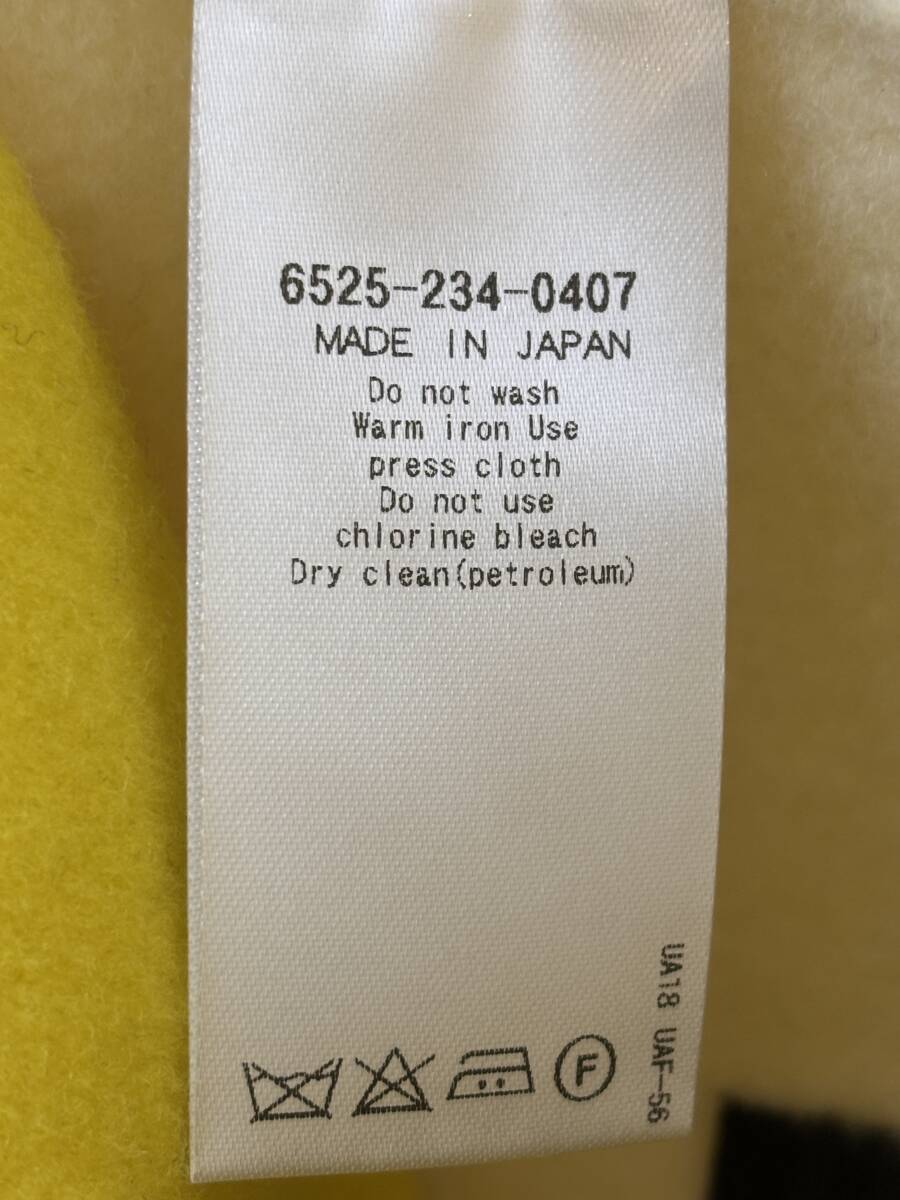 6525-234-0407
MADE IN JAPAN
Do not wash
Warm iron Use
press cloth
Do not use
chlorine bleach
Dry clean(petroleum)
UA18 UAF-56
F